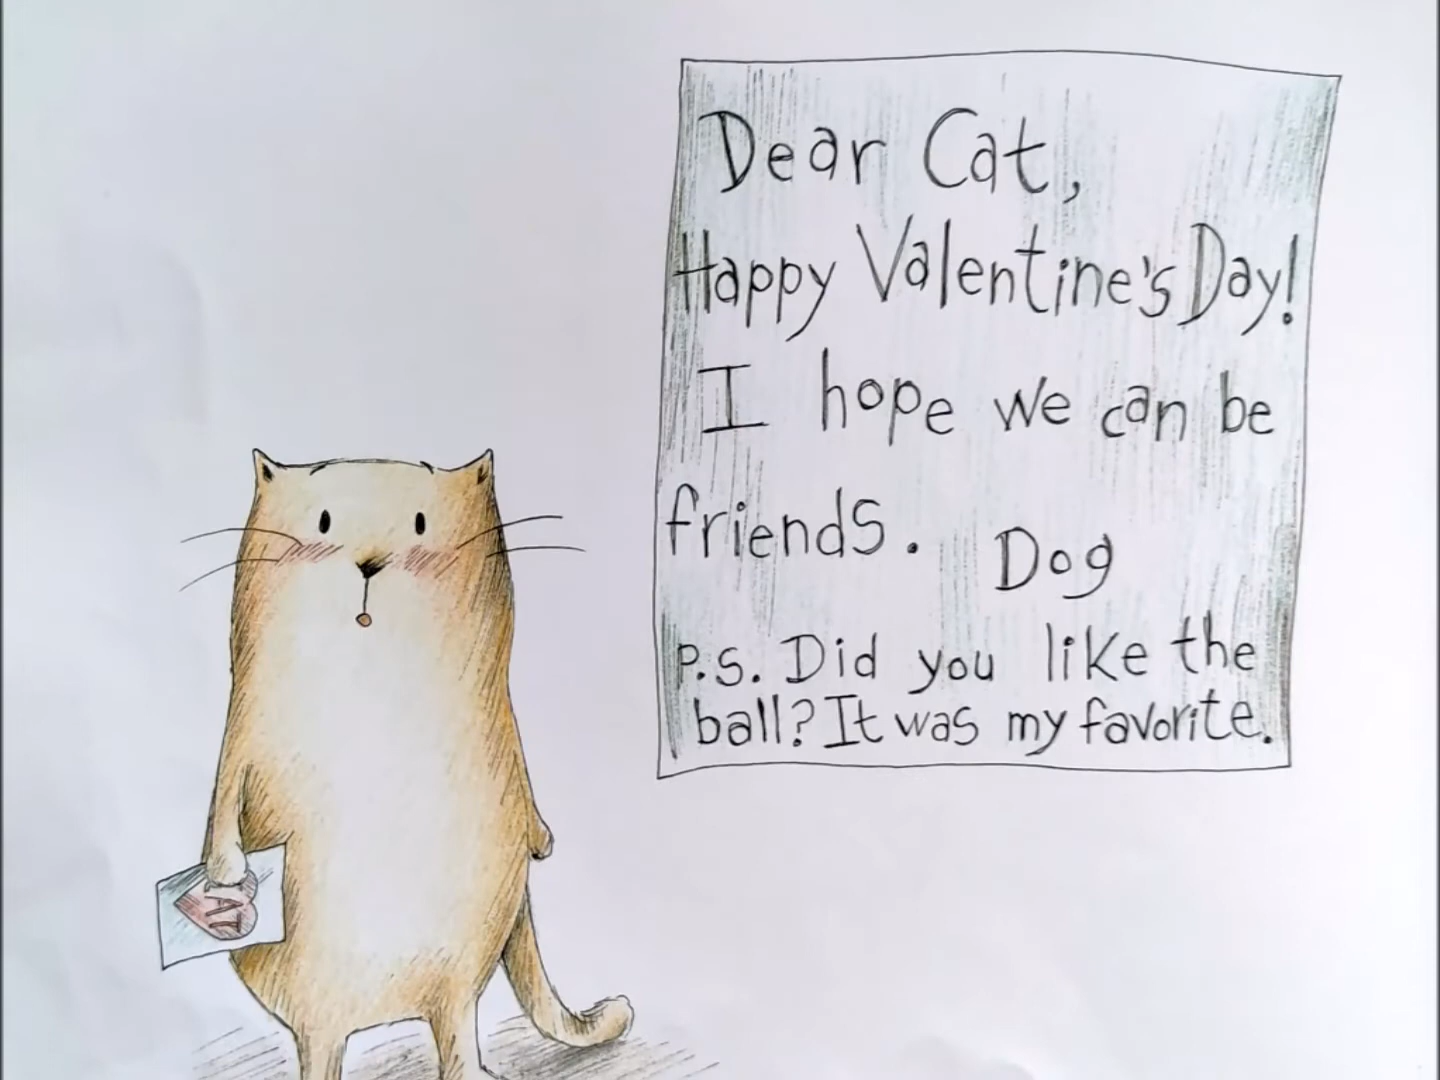 Dear Cat,
Happy Valentine's Day!
I hope we can be
friends. Dog
P.S. Did you like the
ball? It was my favorite.
AT